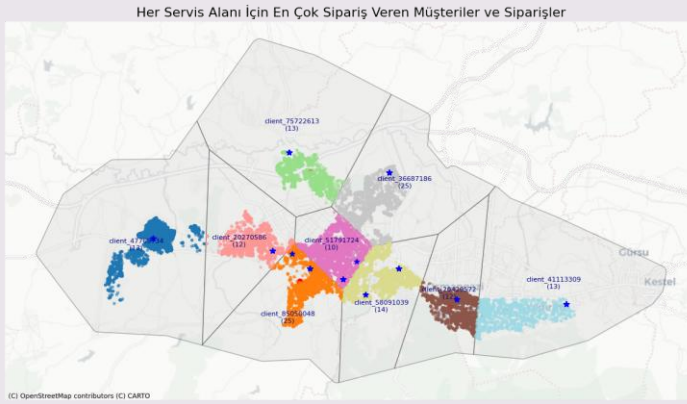 Her Servis Alanı İçin En Çok Sipariş Veren Müşteriler ve Siparişler
client_75722613
(13)
client_36687186
(25)
client_20270586
(12)
client_51791724
(10)
Gürsu
client_41113309
(13)
Kestel
client_58091039
(14)
client_85050048
(25)
(C) OpenStreetMap contributors (C) CARTO